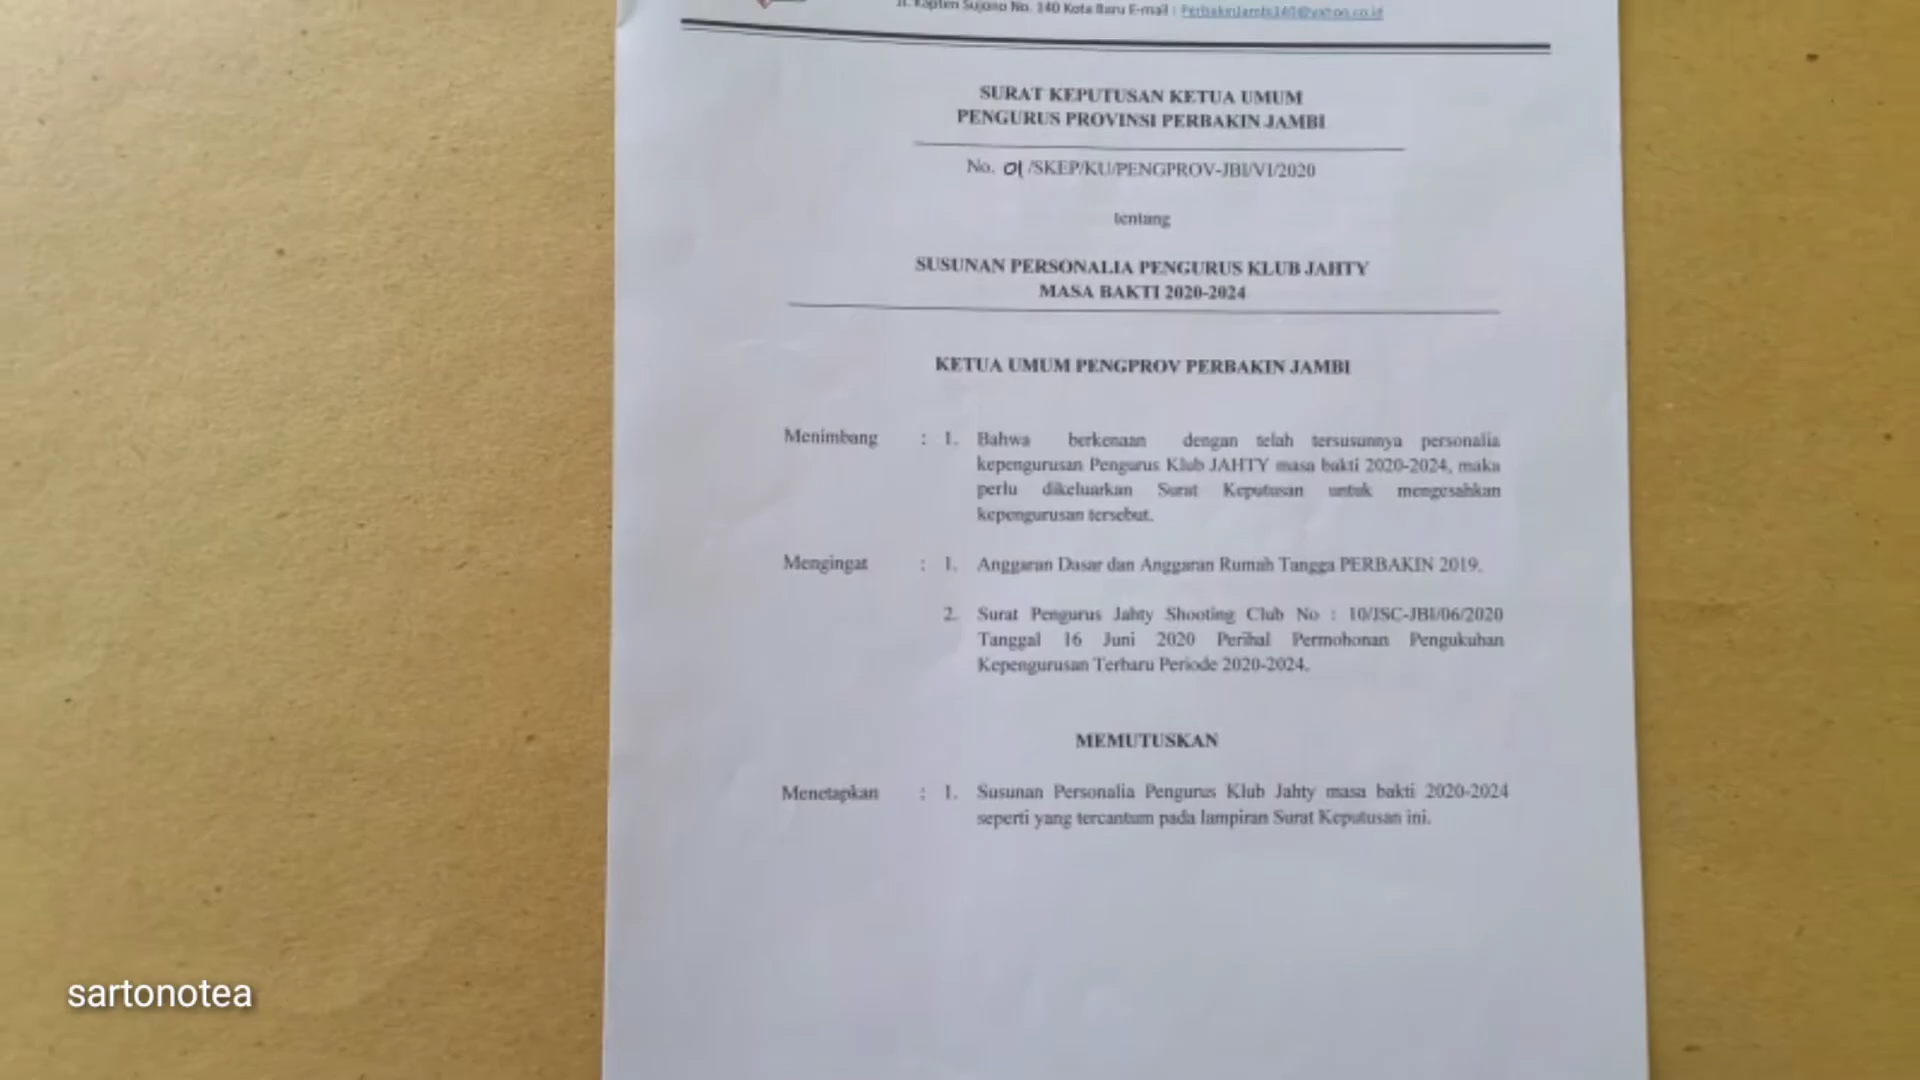 Jl. Kapten Sujono No. 140 Kota Baru E-mail : PerbakinJambi140@yahoo.co.id
SURAT KEPUTUSAN KETUA UMUM
PENGURUS PROVINSI PERBAKIN JAMBI
No. 01/SKEP/KU/PENGPROV-JBI/VI/2020
tentang
SUSUNAN PERSONALIA PENGURUS KLUB JAHTY
MASA BAKTI 2020-2024
KETUA UMUM PENGPROV PERBAKIN JAMBI
Menimbang : 1. Bahwa berkenaan dengan telah tersusunnya personalia
kepengurusan Pengurus Klub JAHTY masa bakti 2020-2024, maka
perlu dikeluarkan Surat Keputusan untuk mengesahkan
kepengurusan tersebut.
Mengingat : 1. Anggaran Dasar dan Anggaran Rumah Tangga PERBAKIN 2019.
2. Surat Pengurus Jahty Shooting Club No : 10/JSC-JBI/06/2020
Tanggal 16 Juni 2020 Perihal Permohonan Pengukuhan
Kepengurusan Terbaru Periode 2020-2024.
MEMUTUSKAN
Menetapkan : 1. Susunan Personalia Pengurus Klub Jahty masa bakti 2020-2024
seperti yang tercantum pada lampiran Surat Keputusan ini.
sartonotea